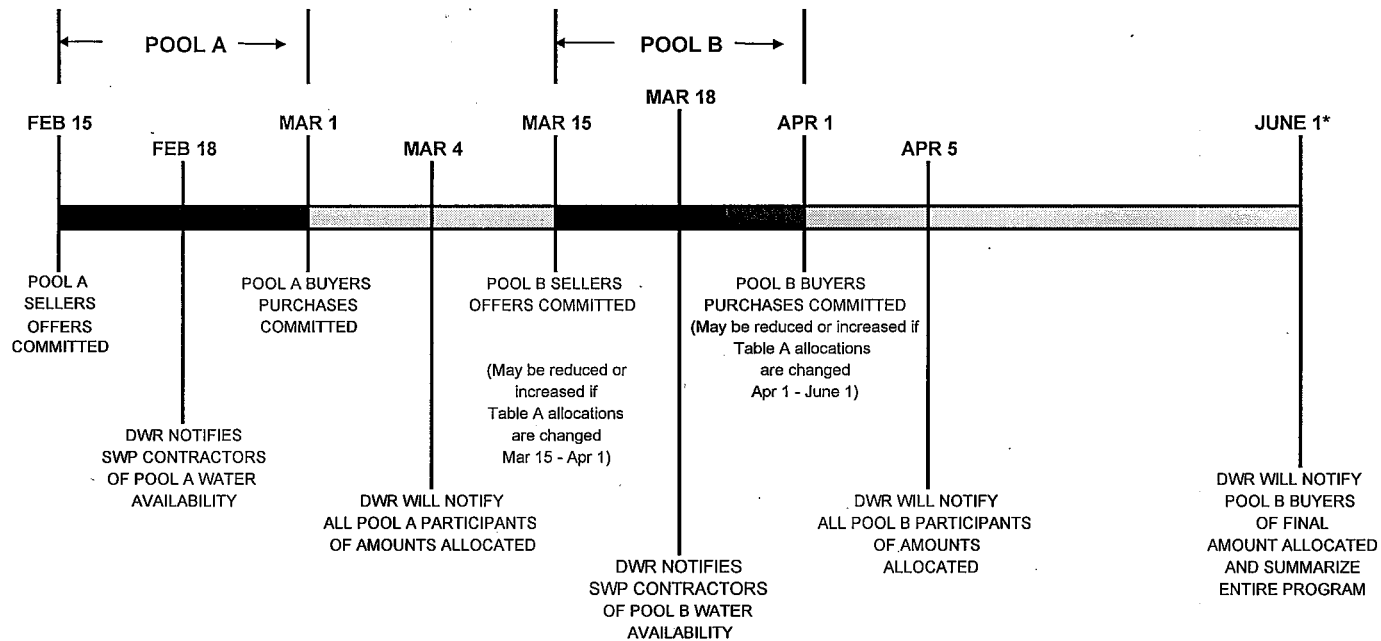 POOL A
POOL B
FEB 15
FEB 18
MAR 1
MAR 4
MAR 15
MAR 18
APR 1
APR 5
JUNE 1*
POOL A
SELLERS
OFFERS
COMMITTED
DWR NOTIFIES
SWP CONTRACTORS
OF POOL A WATER
AVAILABILITY
POOL A BUYERS
PURCHASES
COMMITTED
DWR WILL NOTIFY
ALL POOL A PARTICIPANTS
OF AMOUNTS ALLOCATED
POOL B SELLERS
OFFERS COMMITTED
(May be reduced or
increased if
Table A allocations
are changed
Mar 15 - Apr 1)
DWR NOTIFIES
SWP CONTRACTORS
OF POOL B WATER
AVAILABILITY
POOL B BUYERS
PURCHASES COMMITTED
(May be reduced or increased if
Table A allocations
are changed
Apr 1 - June 1)
DWR WILL NOTIFY
ALL POOL B PARTICIPANTS
OF AMOUNTS
ALLOCATED
DWR WILL NOTIFY
POOL B BUYERS
OF FINAL
AMOUNT ALLOCATED
AND SUMMARIZE
ENTIRE PROGRAM